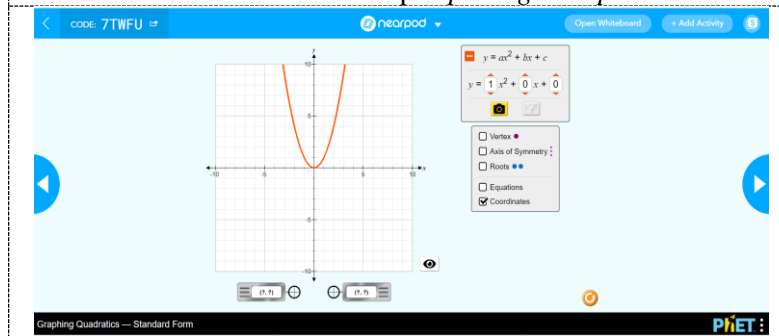 CODE: 7TWFU
nearpod
Open Whiteboard
+ Add Activity
S
y = ax² + bx + c
y = 1 x² + 0 x + 0
y
10
5
-10
-5
5
10
x
-5
-10
Vertex
Axis of Symmetry
Roots
Equations
Coordinates
(?, ?)
(?, ?)
Graphing Quadratics — Standard Form
PhET